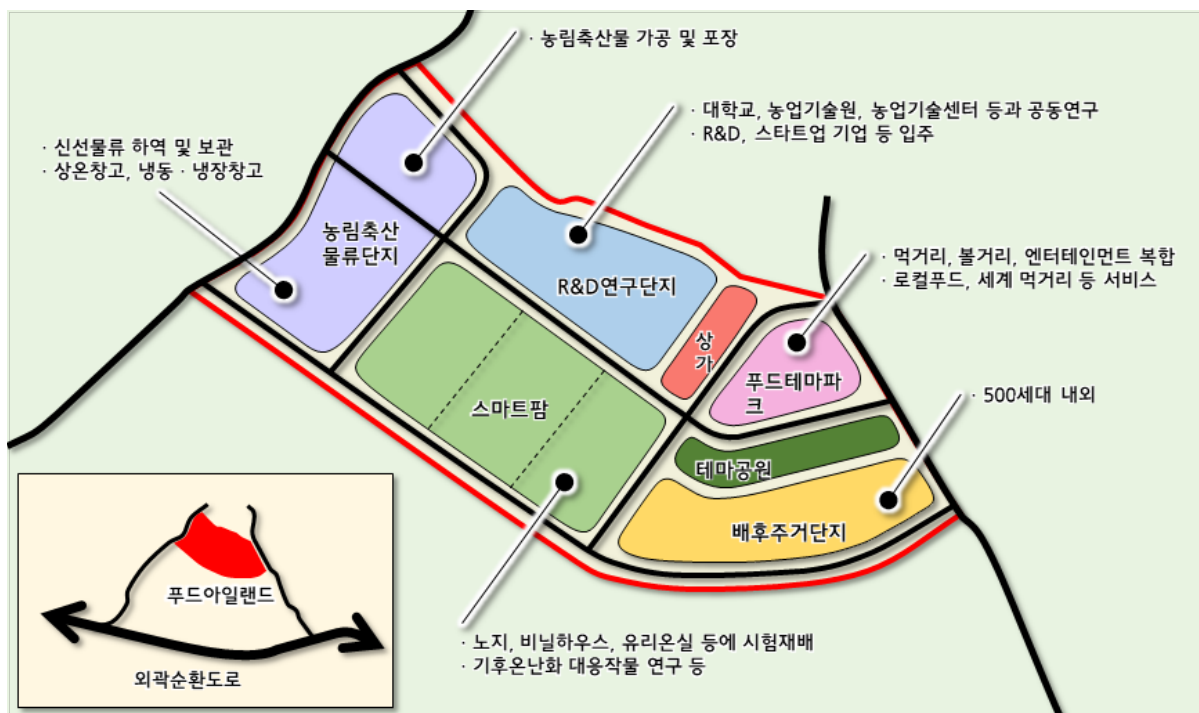 · 농림축산물 가공 및 포장
· 대학교, 농업기술원, 농업기술센터 등과 공동연구
· R&D, 스타트업 기업 등 입주
· 신선물류 하역 및 보관
· 상온창고, 냉동 · 냉장창고
농림축산
물류단지
R&D연구단지
· 먹거리, 볼거리, 엔터테인먼트 복합
· 로컬푸드, 세계 먹거리 등 서비스
상
가
푸드테마파
크
스마트팜
· 500세대 내외
테마공원
배후주거단지
푸드아일랜드
외곽순환도로
· 노지, 비닐하우스, 유리온실 등에 시험재배
· 기후온난화 대응작물 연구 등